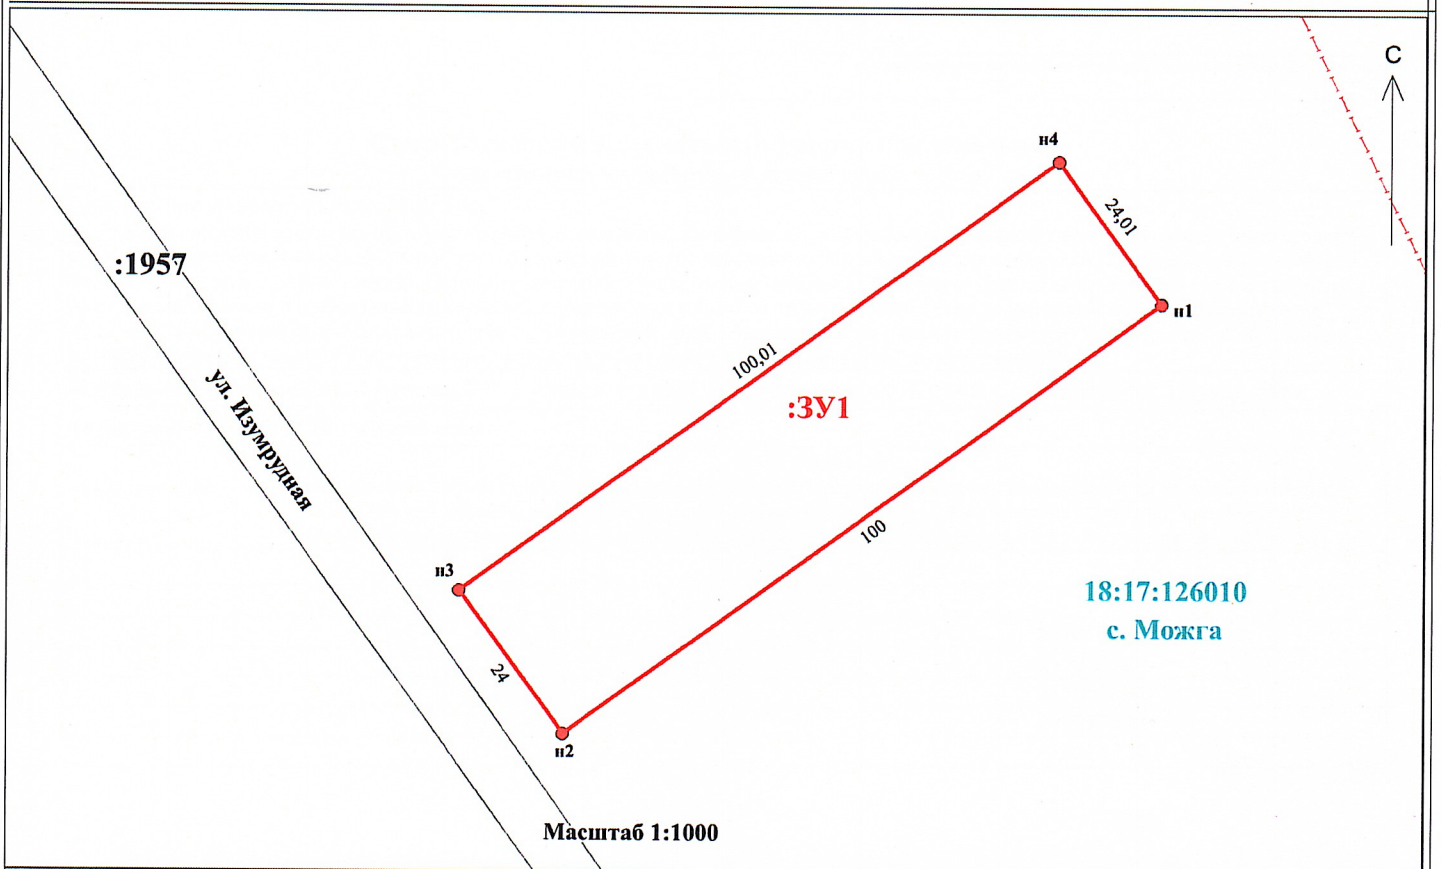 С
н4
24,01
:1957
н1
100,01
:ЗУ1
ул. Изумрудная
100
н3
18:17:126010
с. Можга
24
н2
Масштаб 1:1000